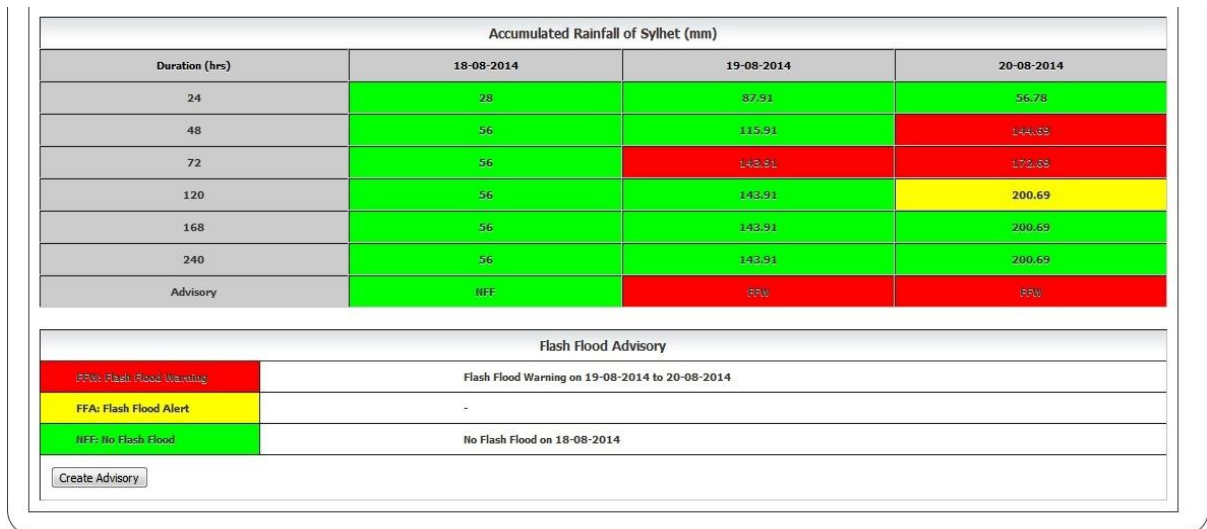 Accumulated Rainfall of Sylhet (mm)
Duration (hrs) 18-08-2014 19-08-2014 20-08-2014
24 28 87.91 56.78
48 56 115.91 144.69
72 56 143.91 172.69
120 56 143.91 200.69
168 56 143.91 200.69
240 56 143.91 200.69
Advisory NFF FFW FFW
Flash Flood Advisory
FFW: Flash Flood Warning Flash Flood Warning on 19-08-2014 to 20-08-2014
FFA: Flash Flood Alert -
NFF: No Flash Flood No Flash Flood on 18-08-2014
Create Advisory